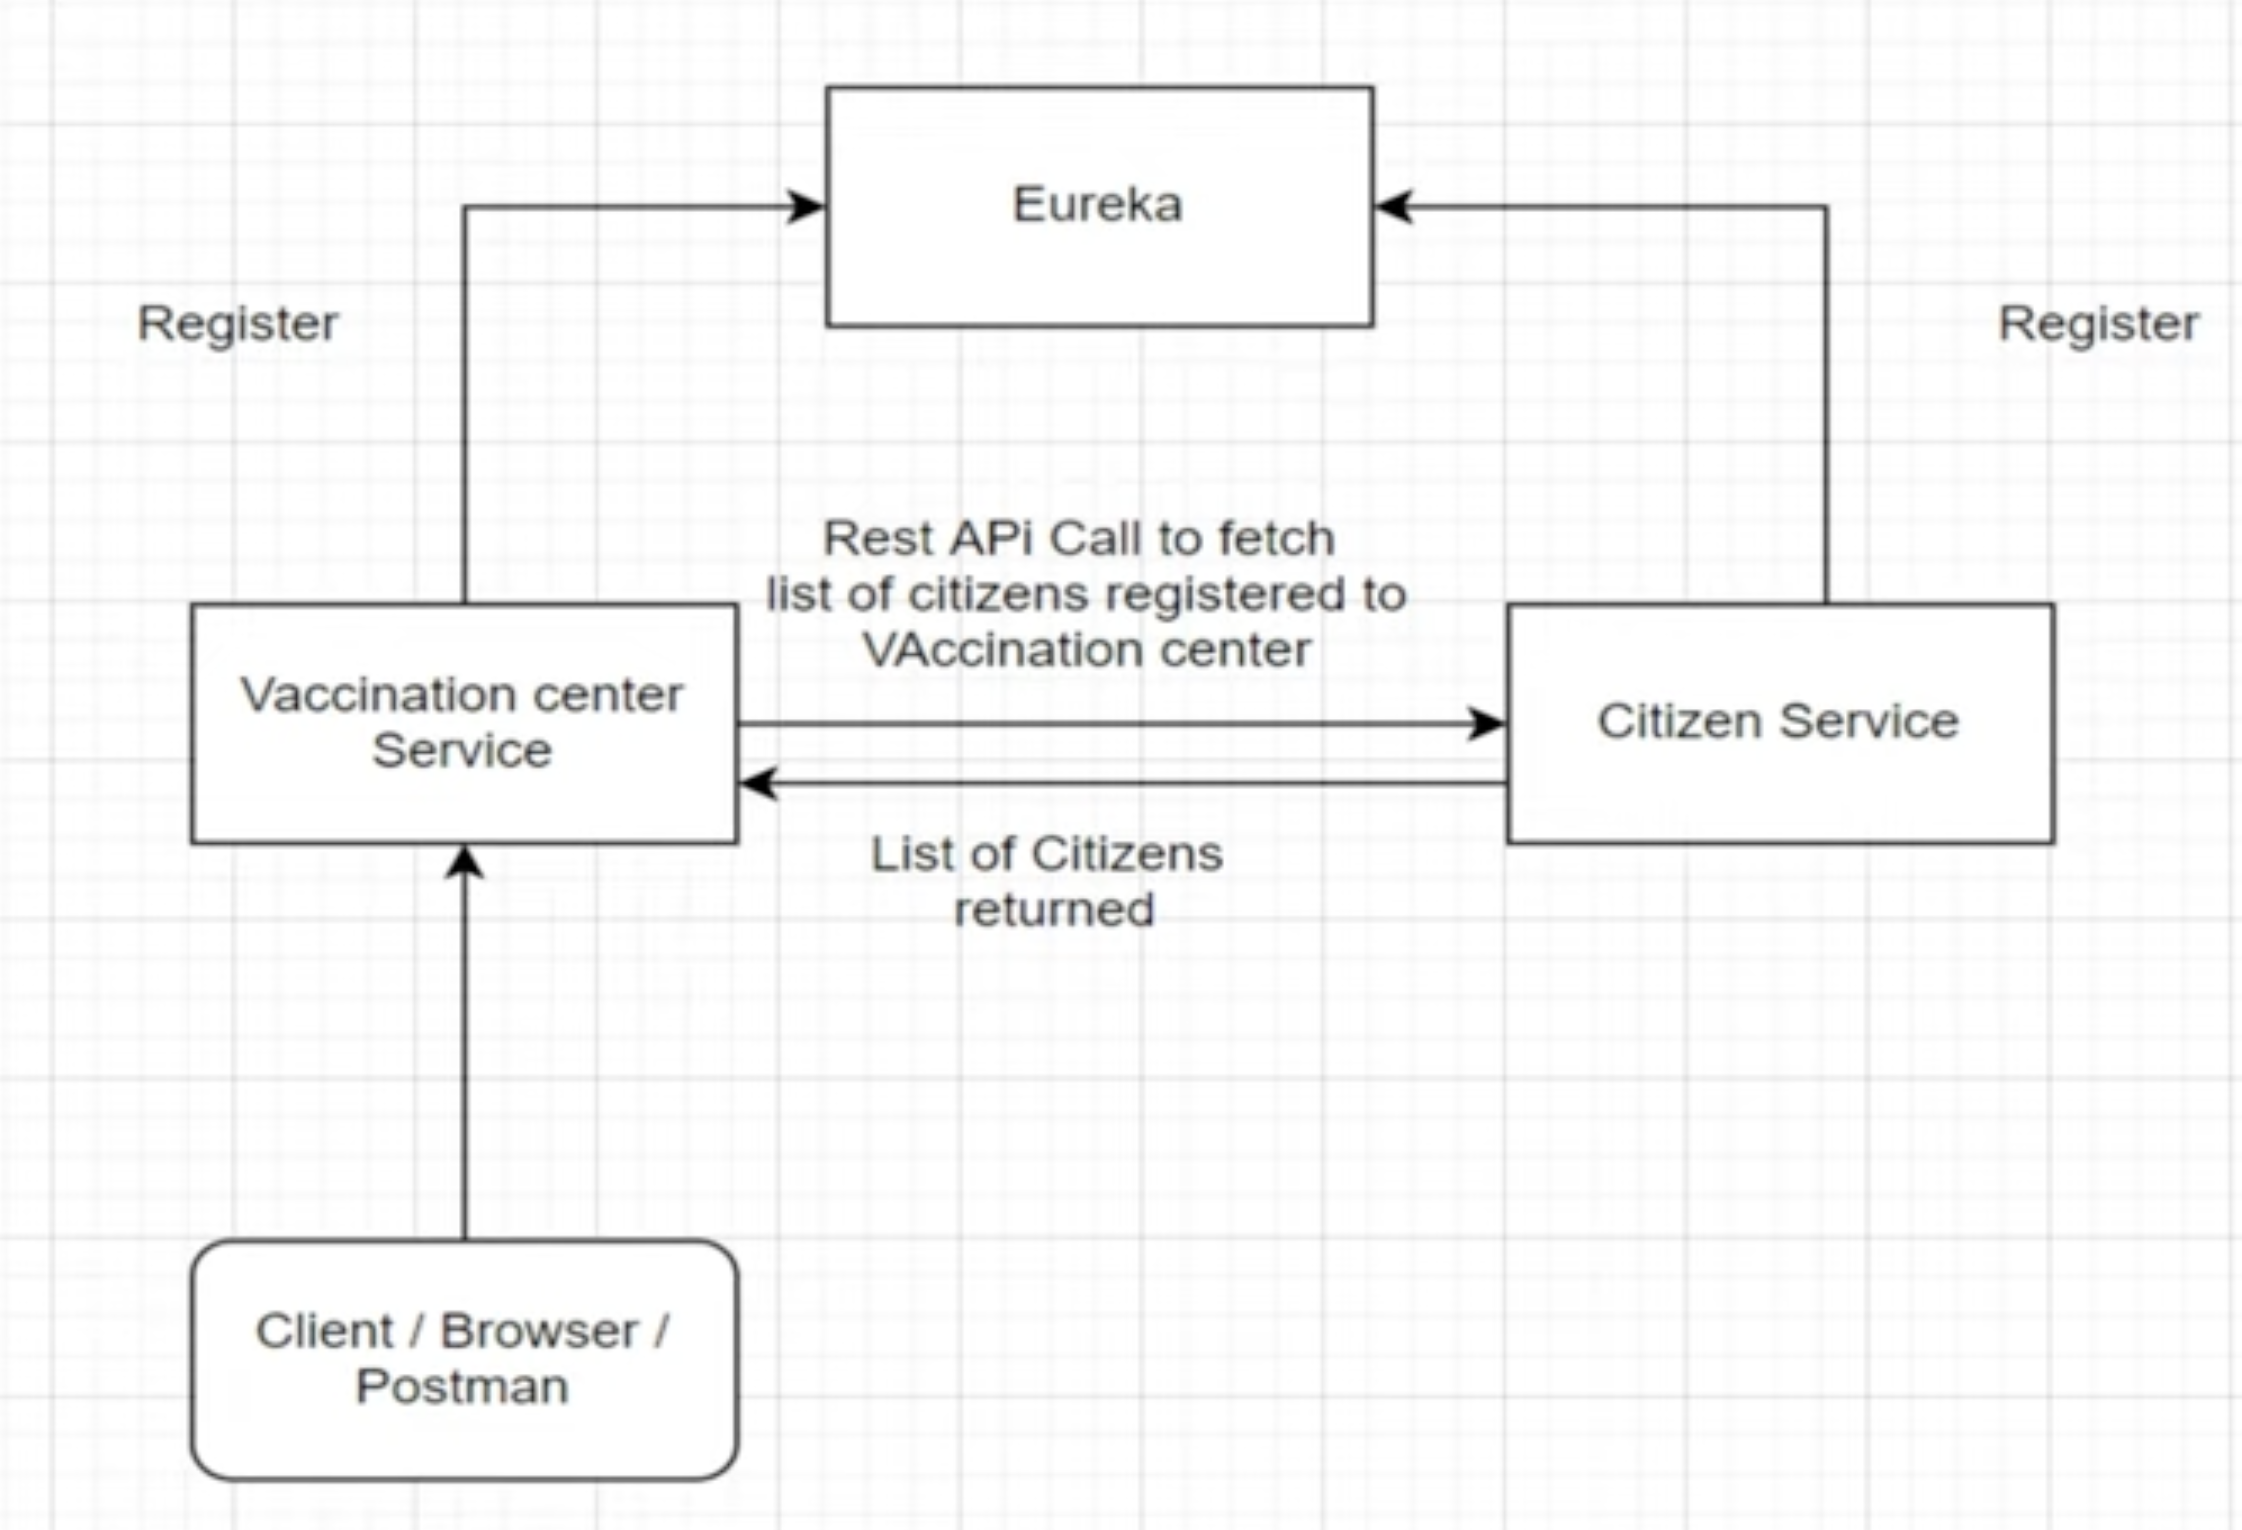 Eureka
Register
Register
Rest APi Call to fetch
list of citizens registered to
VAccination center
Vaccination center
Service
Citizen Service
List of Citizens
returned
Client / Browser /
Postman